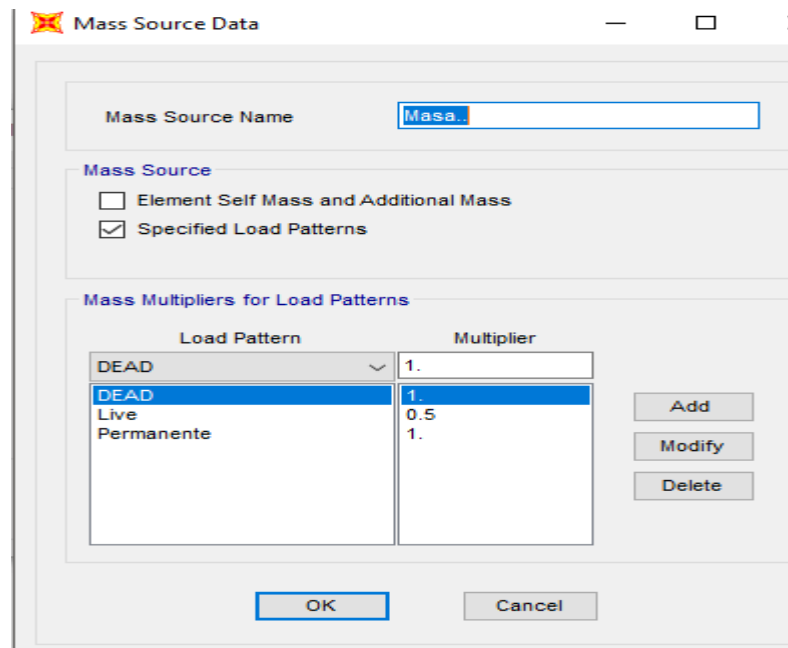 Mass Source Data
Mass Source Name Masa..
Mass Source
Element Self Mass and Additional Mass
Specified Load Patterns
Mass Multipliers for Load Patterns
Load Pattern Multiplier
DEAD 1.
DEAD 1.
Live 0.5
Permanente 1.
Add
Modify
Delete
OK Cancel